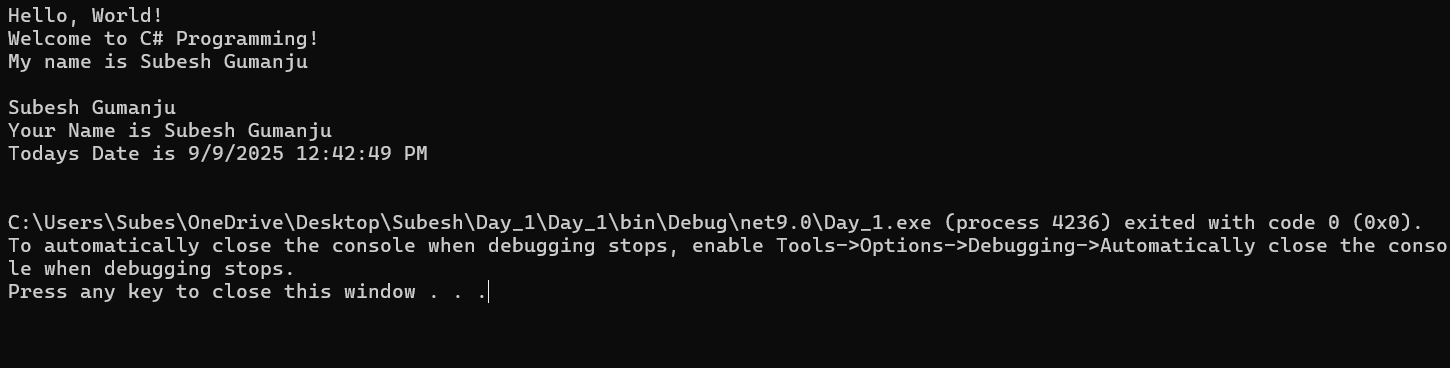 Hello, World!
Welcome to C# Programming!
My name is Subesh Gumanju
Subesh Gumanju
Your Name is Subesh Gumanju
Todays Date is 9/9/2025 12:42:49 PM
C:\Users\Subes\OneDrive\Desktop\Subesh\Day_1\Day_1\bin\Debug\net9.0\Day_1.exe (process 4236) exited with code 0 (0x0).
To automatically close the console when debugging stops, enable Tools->Options->Debugging->Automatically close the conso
le when debugging stops.
Press any key to close this window . . .